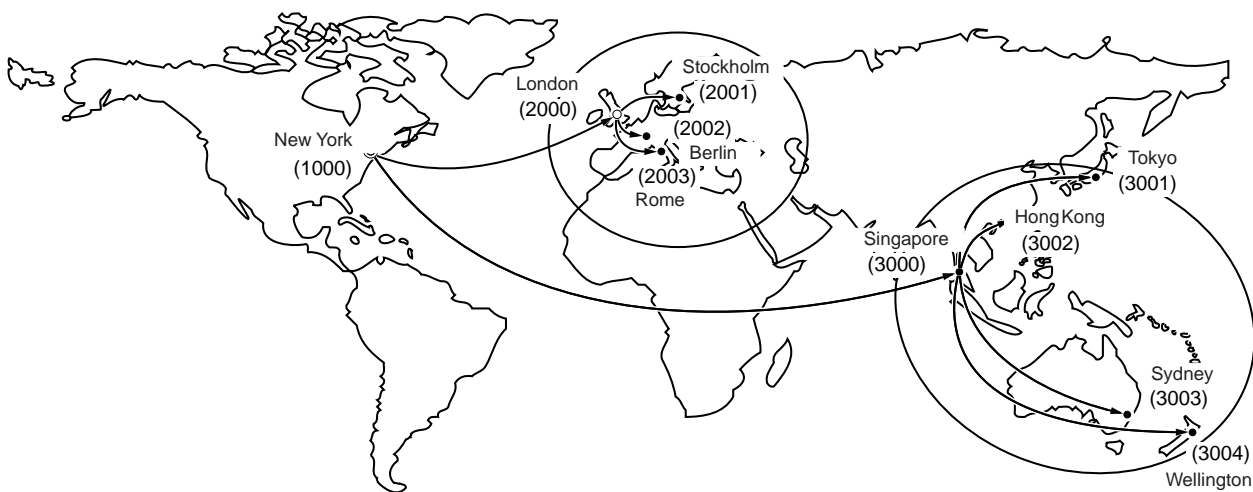 London
(2000)
Stockholm
(2001)
New York
(1000)
(2002)
Berlin
(2003)
Rome
Tokyo
(3001)
Hong Kong
(3002)
Singapore
(3000)
Sydney
(3003)
(3004)
Wellington